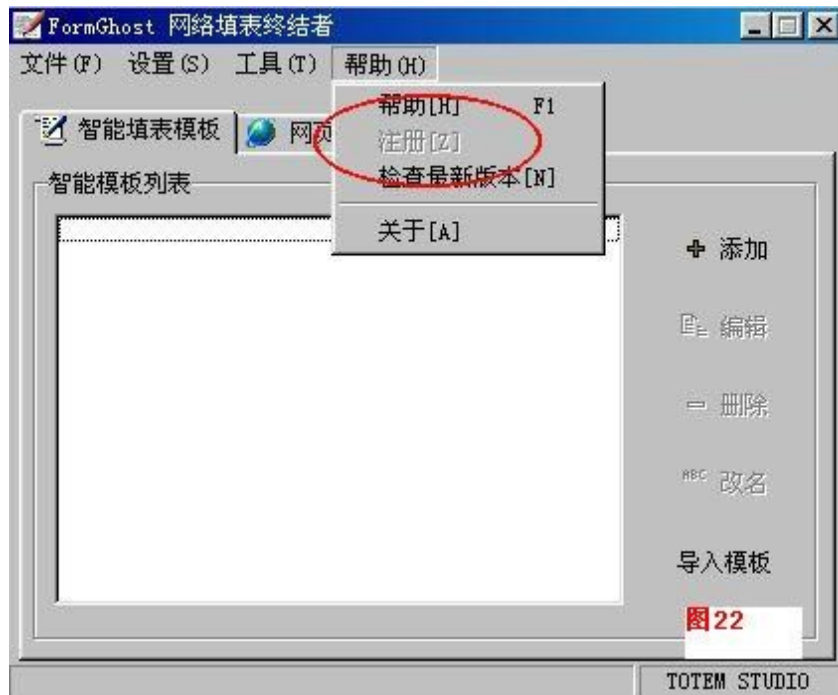 FormGhost 网络填表终结者
文件(F) 设置(S) 工具(T) 帮助(H)
帮助[H] F1
注册[Z]
检查最新版本[N]
关于[A]
智能填表模板 网页
智能模板列表
添加
编辑
删除
ABC 改名
导入模板
图22
TOTEM STUDIO